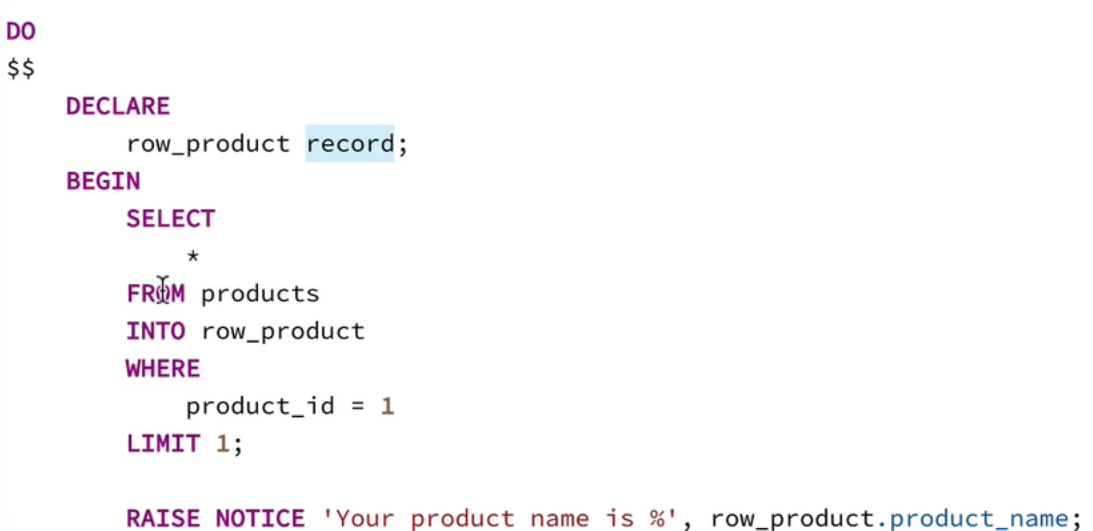 DO
$$
DECLARE
row_product record;
BEGIN
SELECT
*
FROM products
INTO row_product
WHERE
product_id = 1
LIMIT 1;
RAISE NOTICE 'Your product name is %', row_product.product_name;